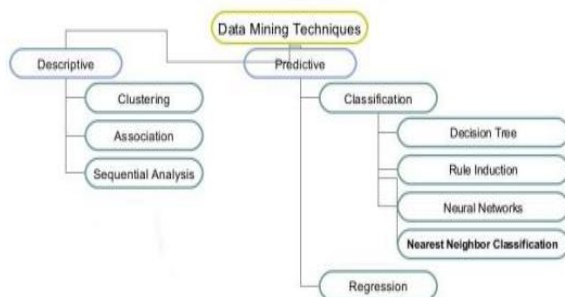 Data Mining Techniques
Descriptive
Predictive
Clustering
Association
Sequential Analysis
Classification
Decision Tree
Rule Induction
Neural Networks
Nearest Neighbor Classification
Regression